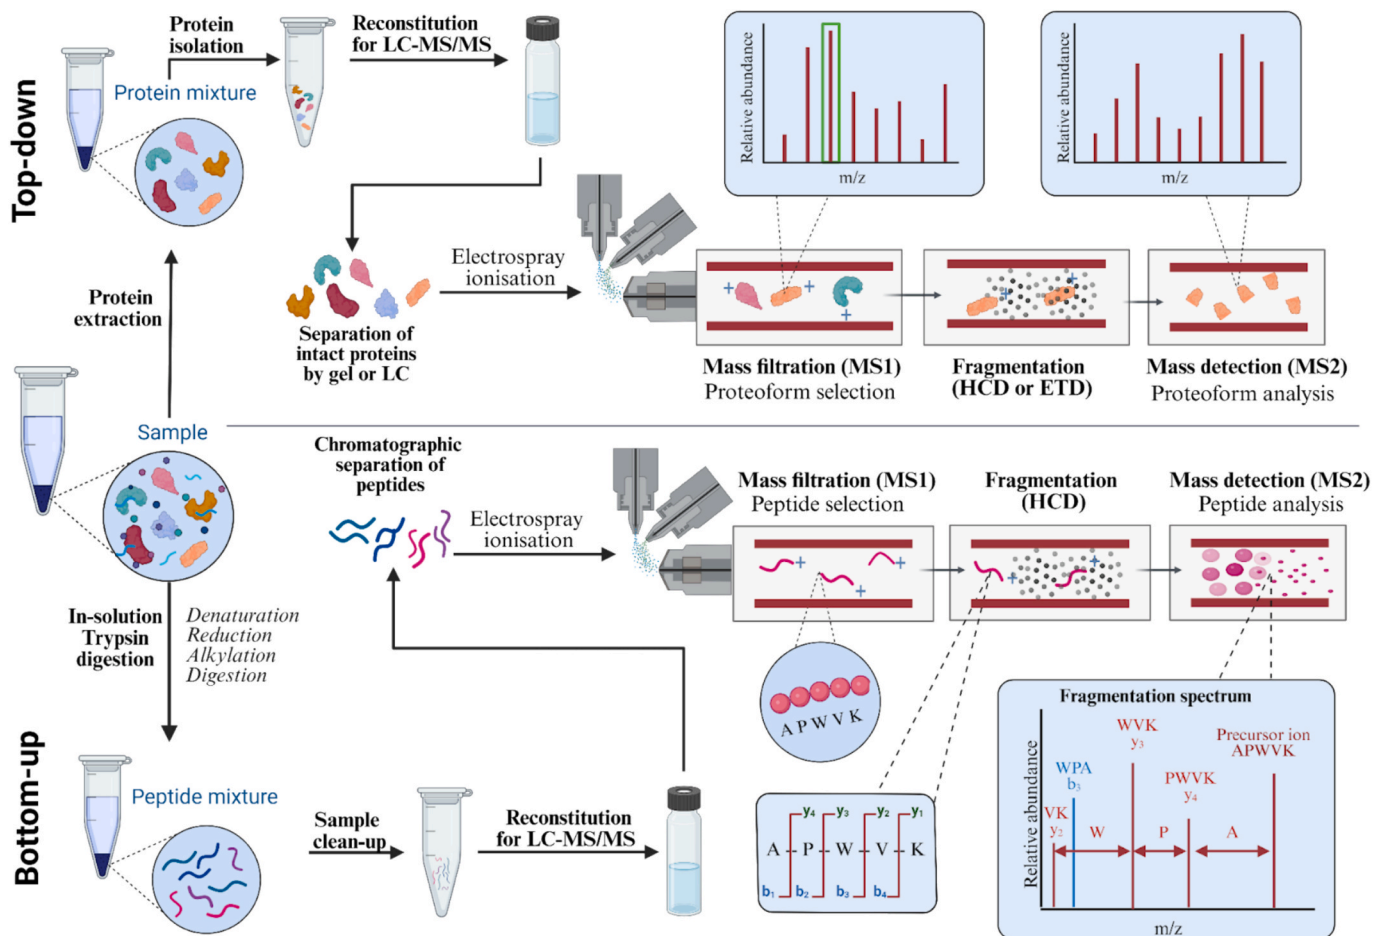 Top-down
Protein
isolation
Reconstitution
for LC-MS/MS
Protein mixture
Relative abundance
m/z
Relative abundance
m/z
Protein
extraction
Separation of
intact proteins
by gel or LC
Electrospray
ionisation
+
+
+
+
+
Mass filtration (MS1)
Proteoform selection
Fragmentation
(HCD or ETD)
Mass detection (MS2)
Proteoform analysis
Sample
Bottom-up
In-solution
Trypsin
digestion
Denaturation
Reduction
Alkylation
Digestion
Peptide mixture
Sample
clean-up
Reconstitution
for LC-MS/MS
Chromatographic
separation of
peptides
Electrospray
ionisation
Mass filtration (MS1)
Peptide selection
Fragmentation
(HCD)
Mass detection (MS2)
Peptide analysis
+
+
+
+
+
A P W V K
y4 y3 y2 y1
A P W V K
b1 b2 b3 b4
Fragmentation spectrum
Relative abundance
VK
y2
WPA
b3
WVK
y3
PWVK
y4
Precursor ion
APWVK
W P A
m/z